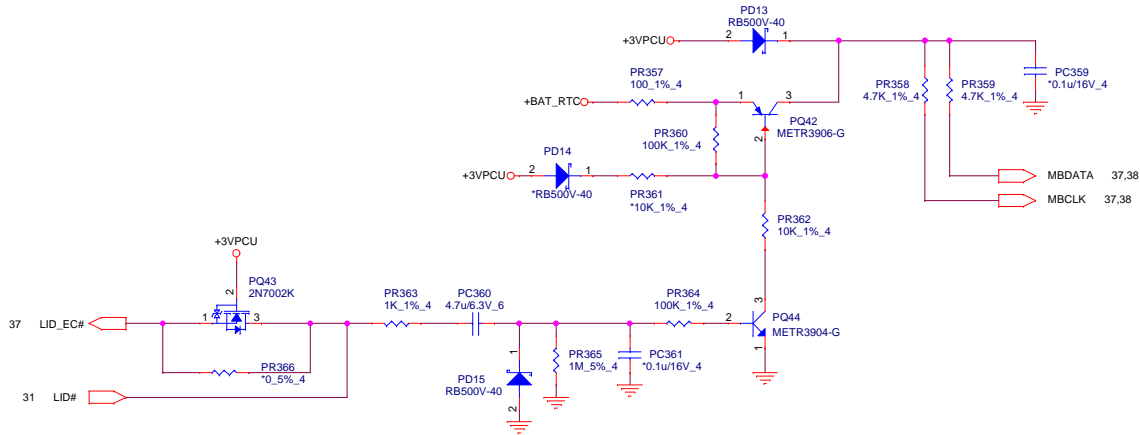 PD13
RB500V-40
+3VPCU
2
1
PR357
100_1%_4
+BAT_RTC
1
3
PQ42
METR3906-G
2
PR358
4.7K_1%_4
PR359
4.7K_1%_4
PC359
*0.1u/16V_4
PR360
100K_1%_4
PD14
+3VPCU
2
1
*RB500V-40
PR361
*10K_1%_4
MBDATA 37,38
MBCLK 37,38
PR362
10K_1%_4
+3VPCU
PQ43
2N7002K
2
1
3
37 LID_EC#
PR363
1K_1%_4
PC360
4.7u/6.3V_6
PR364
100K_1%_4
3
2
PQ44
METR3904-G
1
PR366
*0_5%_4
1
PD15
RB500V-40
2
PR365
1M_5%_4
PC361
*0.1u/16V_4
31 LID#